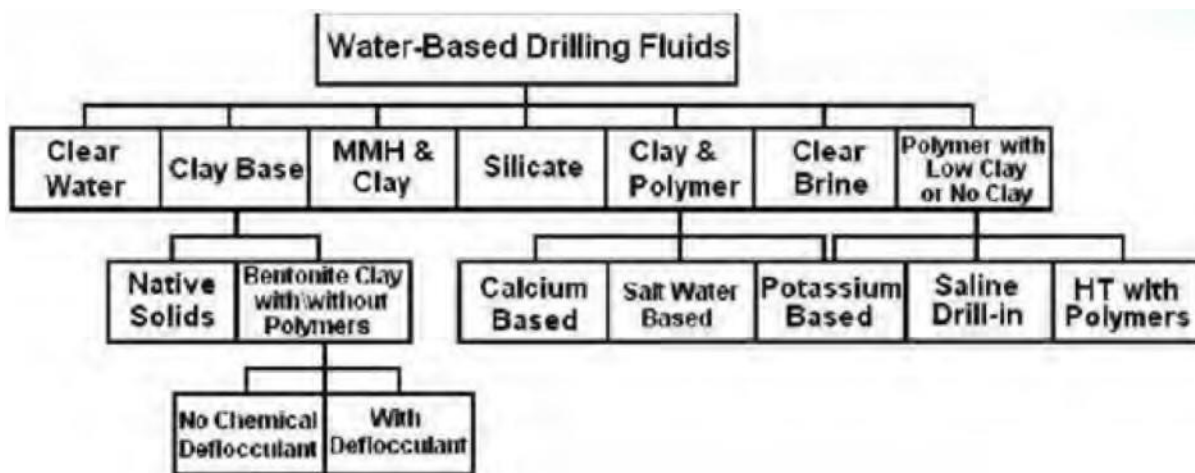 Water-Based Drilling Fluids
Clear
Water
Clay Base
MMH &
Clay
Silicate
Clay &
Polymer
Clear
Brine
Polymer with
Low Clay
or No Clay
Native
Solids
Bentonite Clay
with\without
Polymers
Calcium
Based
Salt Water
Based
Potassium
Based
Saline
Drill-in
HT with
Polymers
No Chemical
Deflocculant
With
Deflocculant